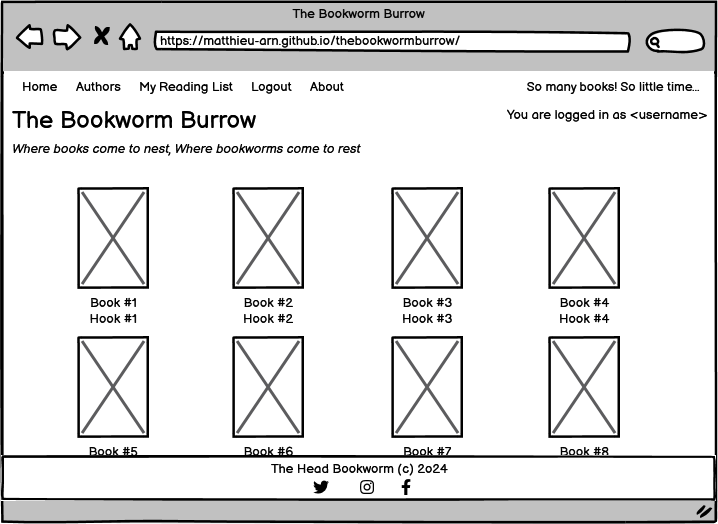 The Bookworm Burrow
https://matthieu-arn.github.io/thebookwormburrow/
Home Authors My Reading List Logout About So many books! So little time...
The Bookworm Burrow
You are logged in as <username>
Where books come to nest, Where bookworms come to rest
Book #1 Book #2 Book #3 Book #4
Hook #1 Hook #2 Hook #3 Hook #4
Book #5 Book #6 Book #7 Book #8
The Head Bookworm (c) 2o24